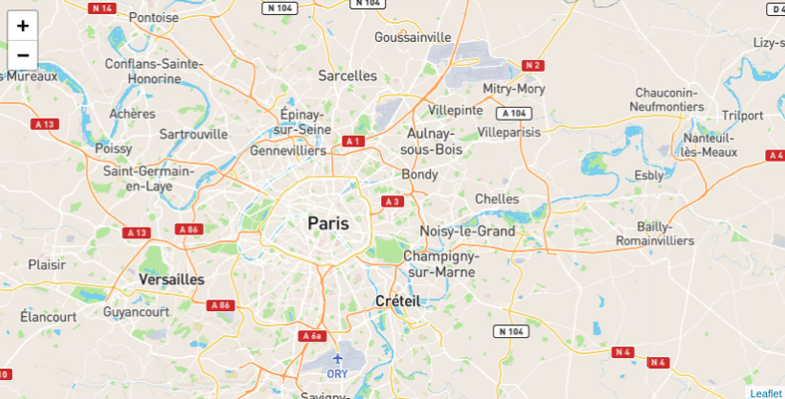 N 14
N 104
N 104
D 4
Pontoise
+
Goussainville
Lizy-s
−
Conflans-Sainte-
Honorine
N 2
s Mureaux
Sarcelles
Mitry-Mory
Chauconin-
Neufmontiers
Achères
Épinay-
sur-Seine
Villepinte
A 104
Trilport
A 13
Sartrouville
Aulnay-
sous-Bois
Villeparisis
A 1
Nanteuil-
lès-Meaux
Poissy
Gennevilliers
A 4
Saint-Germain-
en-Laye
Bondy
Esbly
A 3
Chelles
Paris
A 13
A 86
Noisy-le-Grand
Bailly-
Romainvilliers
Plaisir
Champigny-
sur-Marne
Versailles
Créteil
A 86
Élancourt
Guyancourt
A 6a
N 104
N 4
N 4
ORY
0
Savigny-
Leaflet